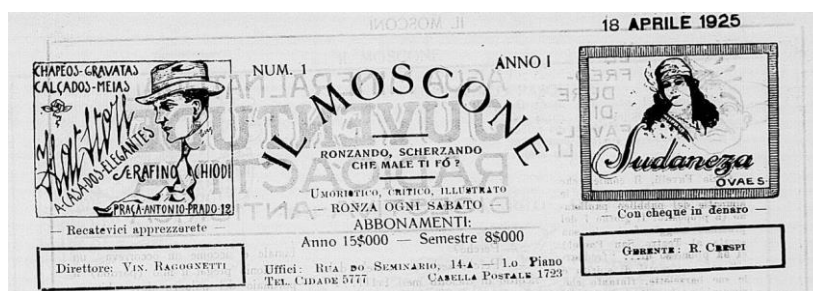 18 APRILE 1925
CHAPEOS-GRAVATAS
CALÇADOS-MEIAS
A-CASA-DOS-ELEGANTES
SERAFINO CHIODI
PRAÇA-ANTONIO-PRADO-12
— Recatevici apprezzerete —
Direttore: VIN. RAGOGNETTI
NUM. 1
ANNO I
IL MOSCONE
RONZANDO, SCHERZANDO
CHE MALE TI FÓ?
UMORISTICO, CRITICO, ILLUSTRATO
— RONZA OGNI SABATO —
ABBONAMENTI:
Anno 15$000 — Semestre 8$000
Uffici: RUA DO SEMINARIO, 14-A — 1.o Piano
TEL. CIDADE 5777 CASELLA POSTALE 1723
Sudaneza
OVAES
— Con cheque in denaro —
GERENTE: R. CRESPI